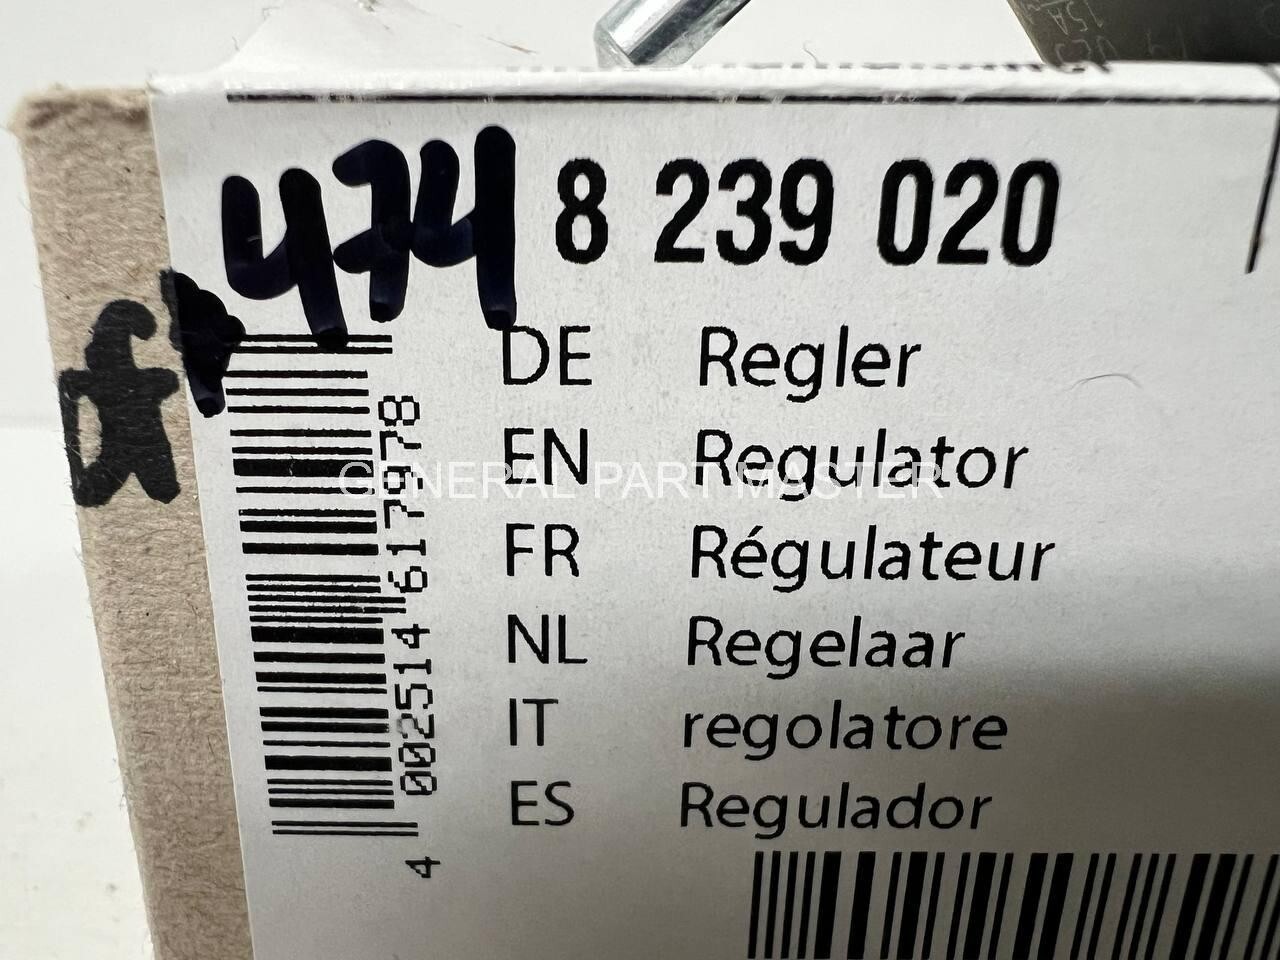 474 8 239 020
DE Regler
EN Regulator
FR Régulateur
NL Regelaar
IT regolatore
ES Regulador
4 002514 617978
GENERAL PART MASTER
15A